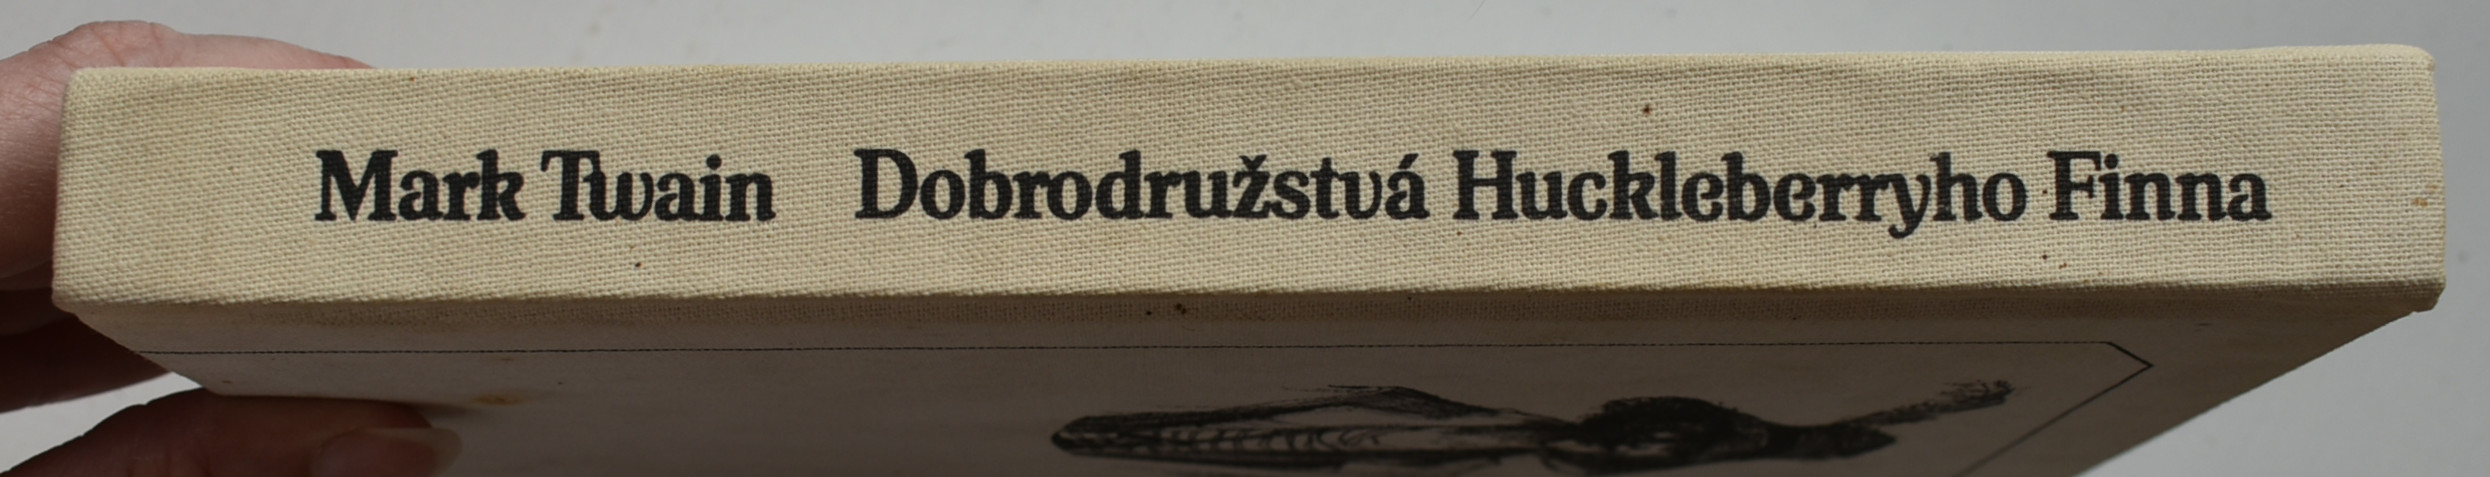 Mark Twain Dobrodružstvá Huckleberryho Finna